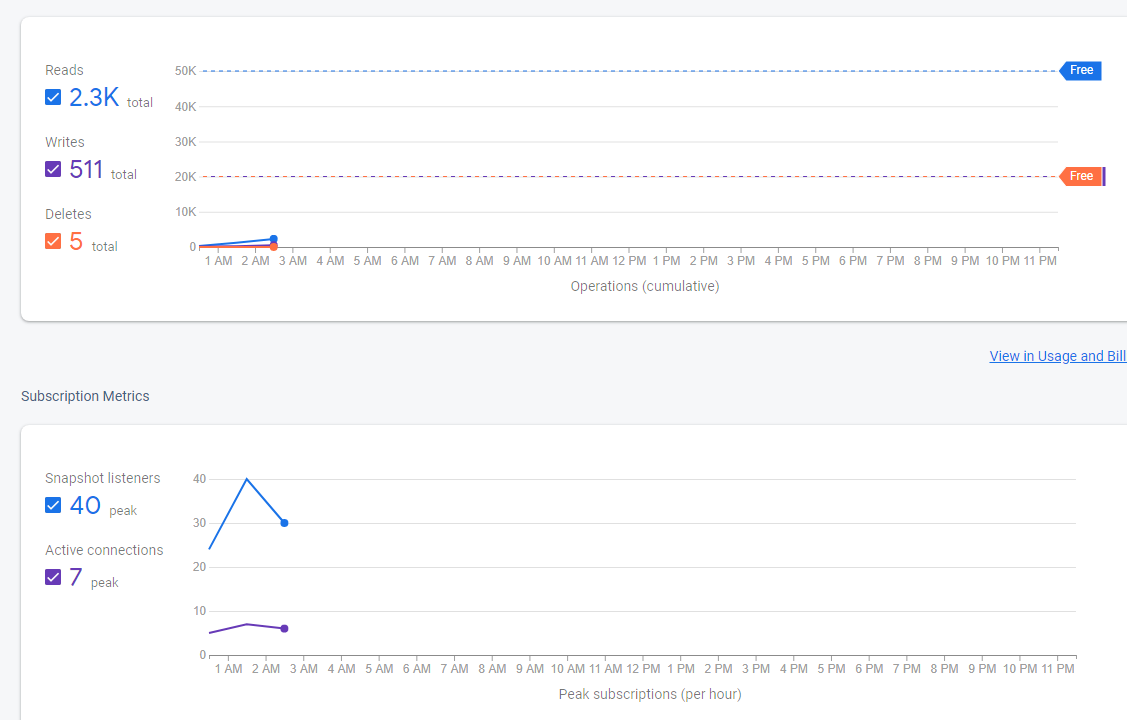 Reads
2.3K total
Writes
511 total
Deletes
5 total
50K
40K
30K
20K
10K
0
Free
Free
1 AM 2 AM 3 AM 4 AM 5 AM 6 AM 7 AM 8 AM 9 AM 10 AM 11 AM 12 PM 1 PM 2 PM 3 PM 4 PM 5 PM 6 PM 7 PM 8 PM 9 PM 10 PM 11 PM
Operations (cumulative)
View in Usage and Bill
Subscription Metrics
Snapshot listeners
40 peak
Active connections
7 peak
40
30
20
10
0
1 AM 2 AM 3 AM 4 AM 5 AM 6 AM 7 AM 8 AM 9 AM 10 AM 11 AM 12 PM 1 PM 2 PM 3 PM 4 PM 5 PM 6 PM 7 PM 8 PM 9 PM 10 PM 11 PM
Peak subscriptions (per hour)